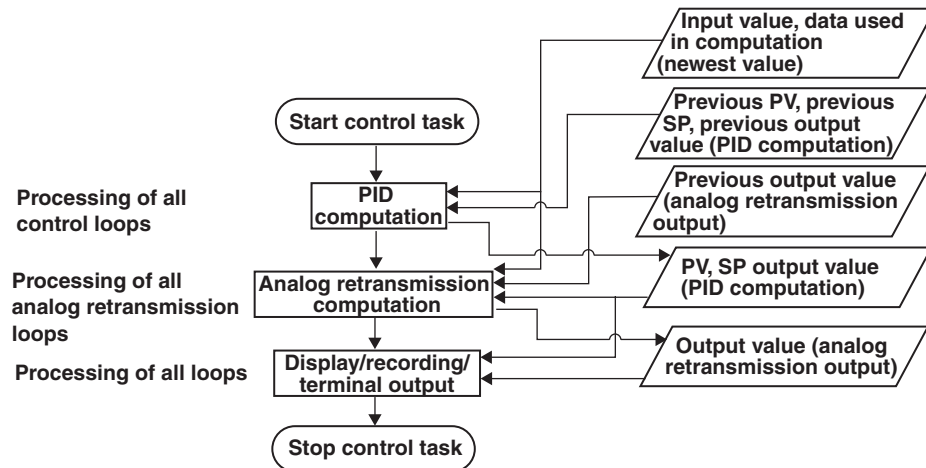 Input value, data used
in computation
(newest value)
Start control task
Previous PV, previous
SP, previous output
value (PID computation)
Processing of all
control loops
PID
computation
Previous output value
(analog retransmission
output)
Processing of all
analog retransmission
loops
Analog retransmission
computation
PV, SP output value
(PID computation)
Processing of all loops
Display/recording/
terminal output
Output value (analog
retransmission output)
Stop control task